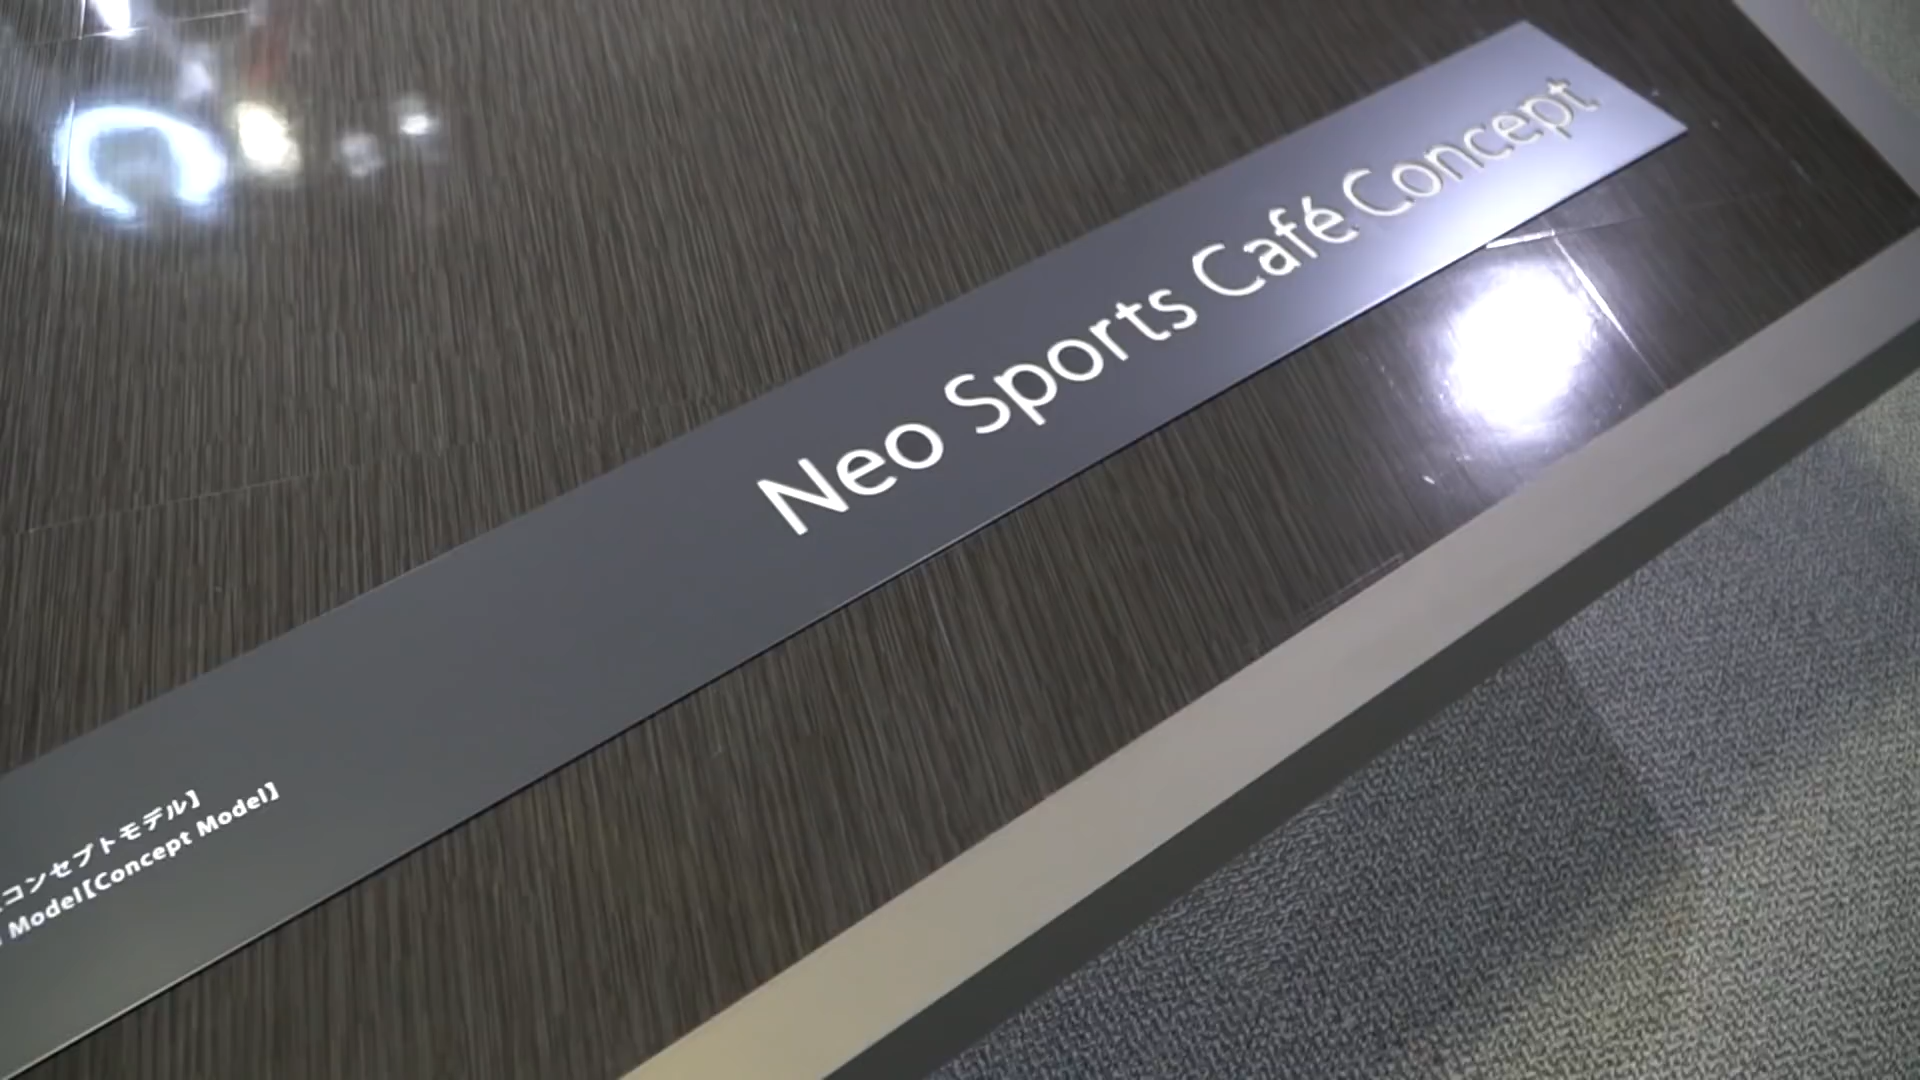 Neo Sports Café Concept
コンセプトモデル】
Model【Concept Model】